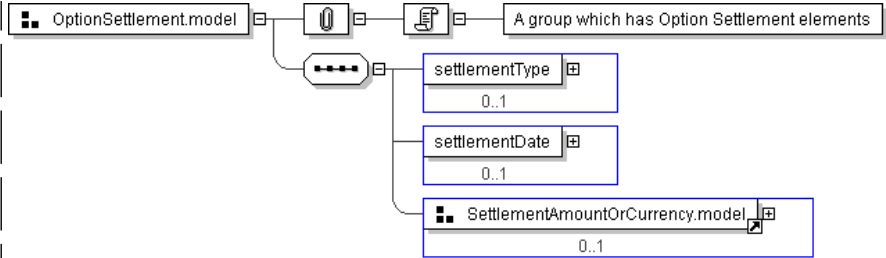 OptionSettlement.model
A group which has Option Settlement elements
settlementType
0..1
settlementDate
0..1
SettlementAmountOrCurrency.model
0..1